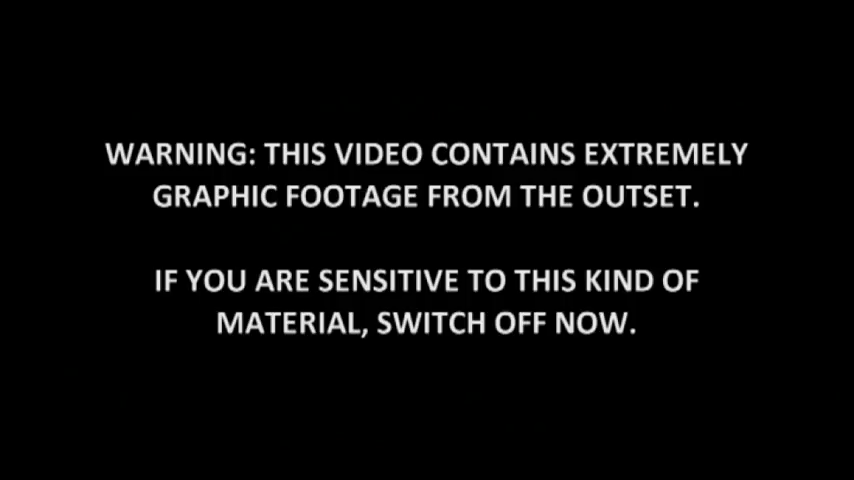 WARNING: THIS VIDEO CONTAINS EXTREMELY
GRAPHIC FOOTAGE FROM THE OUTSET.
IF YOU ARE SENSITIVE TO THIS KIND OF
MATERIAL, SWITCH OFF NOW.